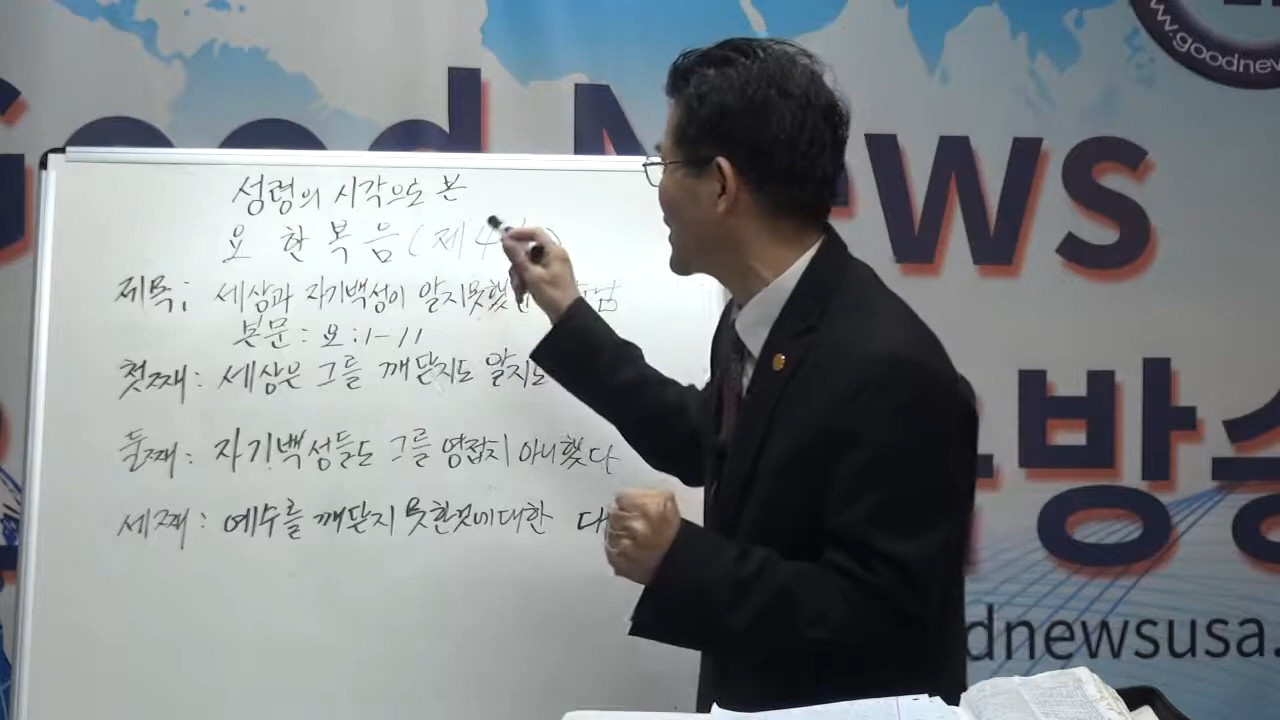 www.goodnew
Good News
성령의 시각으로 본
요 한 복 음 (제4
제목: 세상과 자기백성이 알지못했
본문 : 요:1-11
첫째 : 세상은 그를 깨닫지도 알지도
둘째 : 자기백성들도 그를 영접지 아니했다
세째 : 예수를 깨닫지 못한것에대한 대
방송
dnewsusa.